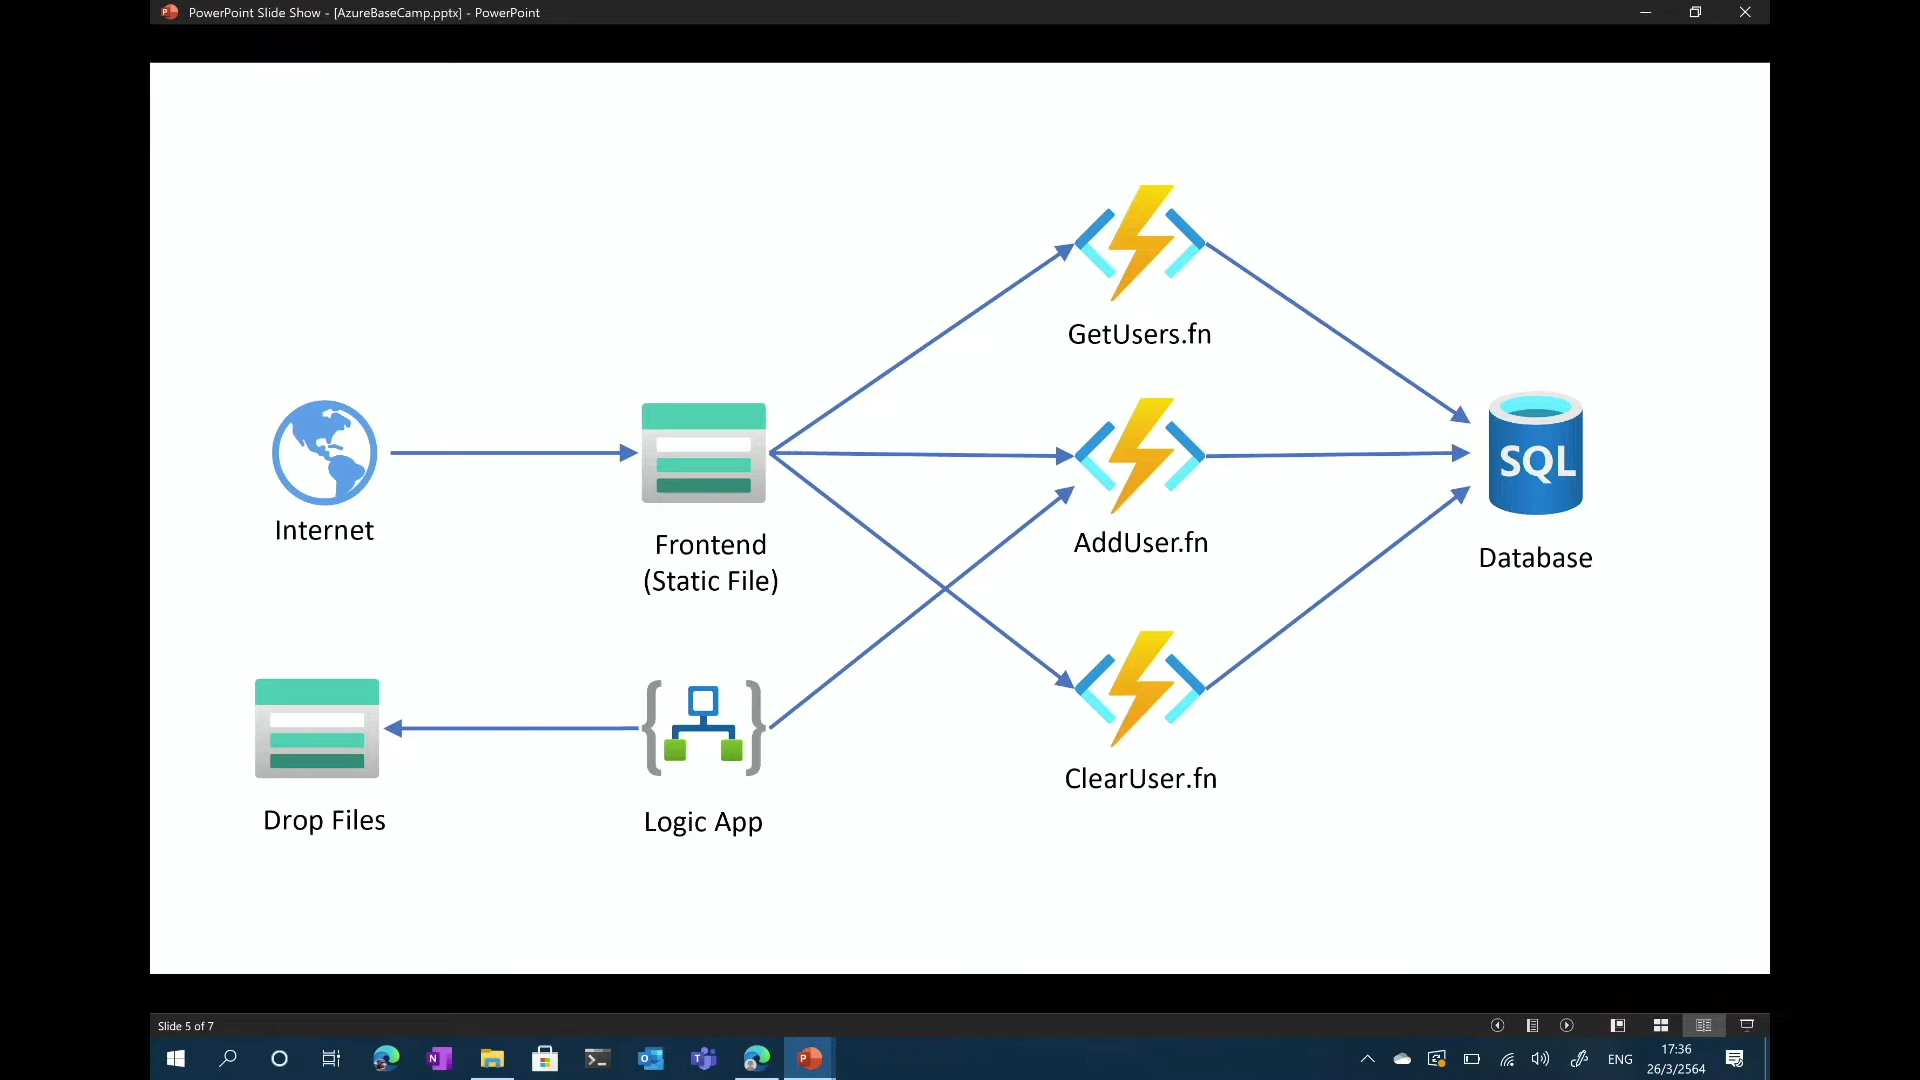 PowerPoint Slide Show - [AzureBaseCamp.pptx] - PowerPoint
GetUsers.fn
Internet
Frontend
(Static File)
AddUser.fn
SQL
Database
Drop Files
Logic App
ClearUser.fn
Slide 5 of 7
ENG
17:36
26/3/2564